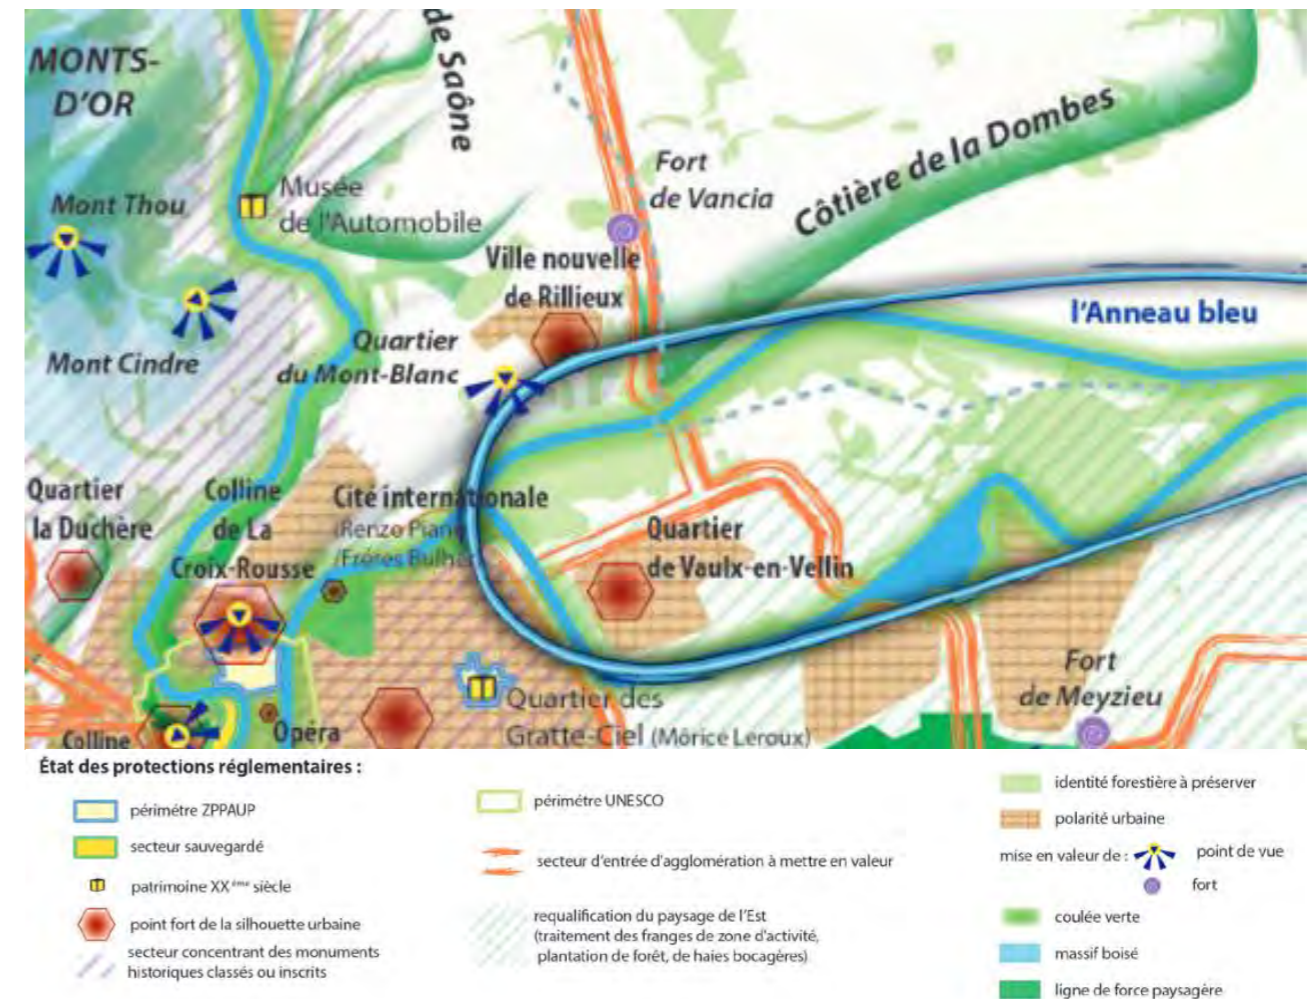 MONTS-
D'OR
de Saône
Côtière de la Dombes
Fort
de Vancia
Mont Thou
Musée
de l'Automobile
Ville nouvelle
de Rillieux
l'Anneau bleu
Quartier
du Mont-Blanc
Mont Cindre
Quartier
la Duchère
Colline
de La
Croix-Rousse
Cité internationale
(Renzo Piano
/Frétes Bulher
Quartier
de Vaulx-en-Vellin
Fort
de Meyzieu
Quartier des
Gratte-Ciel (Môrice Leroux)
Opéra
Colline
État des protections réglementaires :
périmétre ZPPAUP
secteur sauvegardé
patrimoine XXème siècle
point fort de la silhouette urbaine
secteur concentrant des monuments
historiques classés ou inscrits
périmétre UNESCO
secteur d'entrée d'agglomération à mettre en valeur
requalification du paysage de l'Est
(traitement des franges de zone d'activité,
plantation de forêt, de haies bocagères)
identité forestière à préserver
polarité urbaine
mise en valeur de : point de vue
fort
coulée verte
massif boisé
ligne de force paysagère